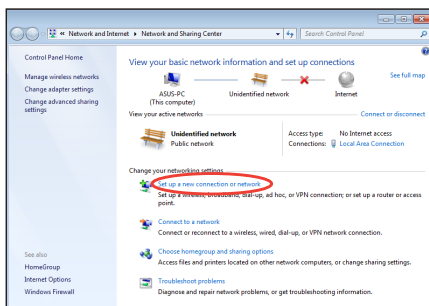 « Network and Internet ▸ Network and Sharing Center
Search Control Panel
Control Panel Home
Manage wireless networks
Change adapter settings
Change advanced sharing
settings
See also
HomeGroup
Internet Options
Windows Firewall
View your basic network information and set up connections
See full map
ASUS-PC
(This computer)
Unidentified network
Internet
View your active networks
Connect or disconnect
Unidentified network
Public network
Access type: No Internet access
Connections: Local Area Connection
Change your networking settings
Set up a new connection or network
Set up a wireless, broadband, dial-up, ad hoc, or VPN connection; or set up a router or access
point.
Connect to a network
Connect or reconnect to a wireless, wired, dial-up, or VPN network connection.
Choose homegroup and sharing options
Access files and printers located on other network computers, or change sharing settings.
Troubleshoot problems
Diagnose and repair network problems, or get troubleshooting information.